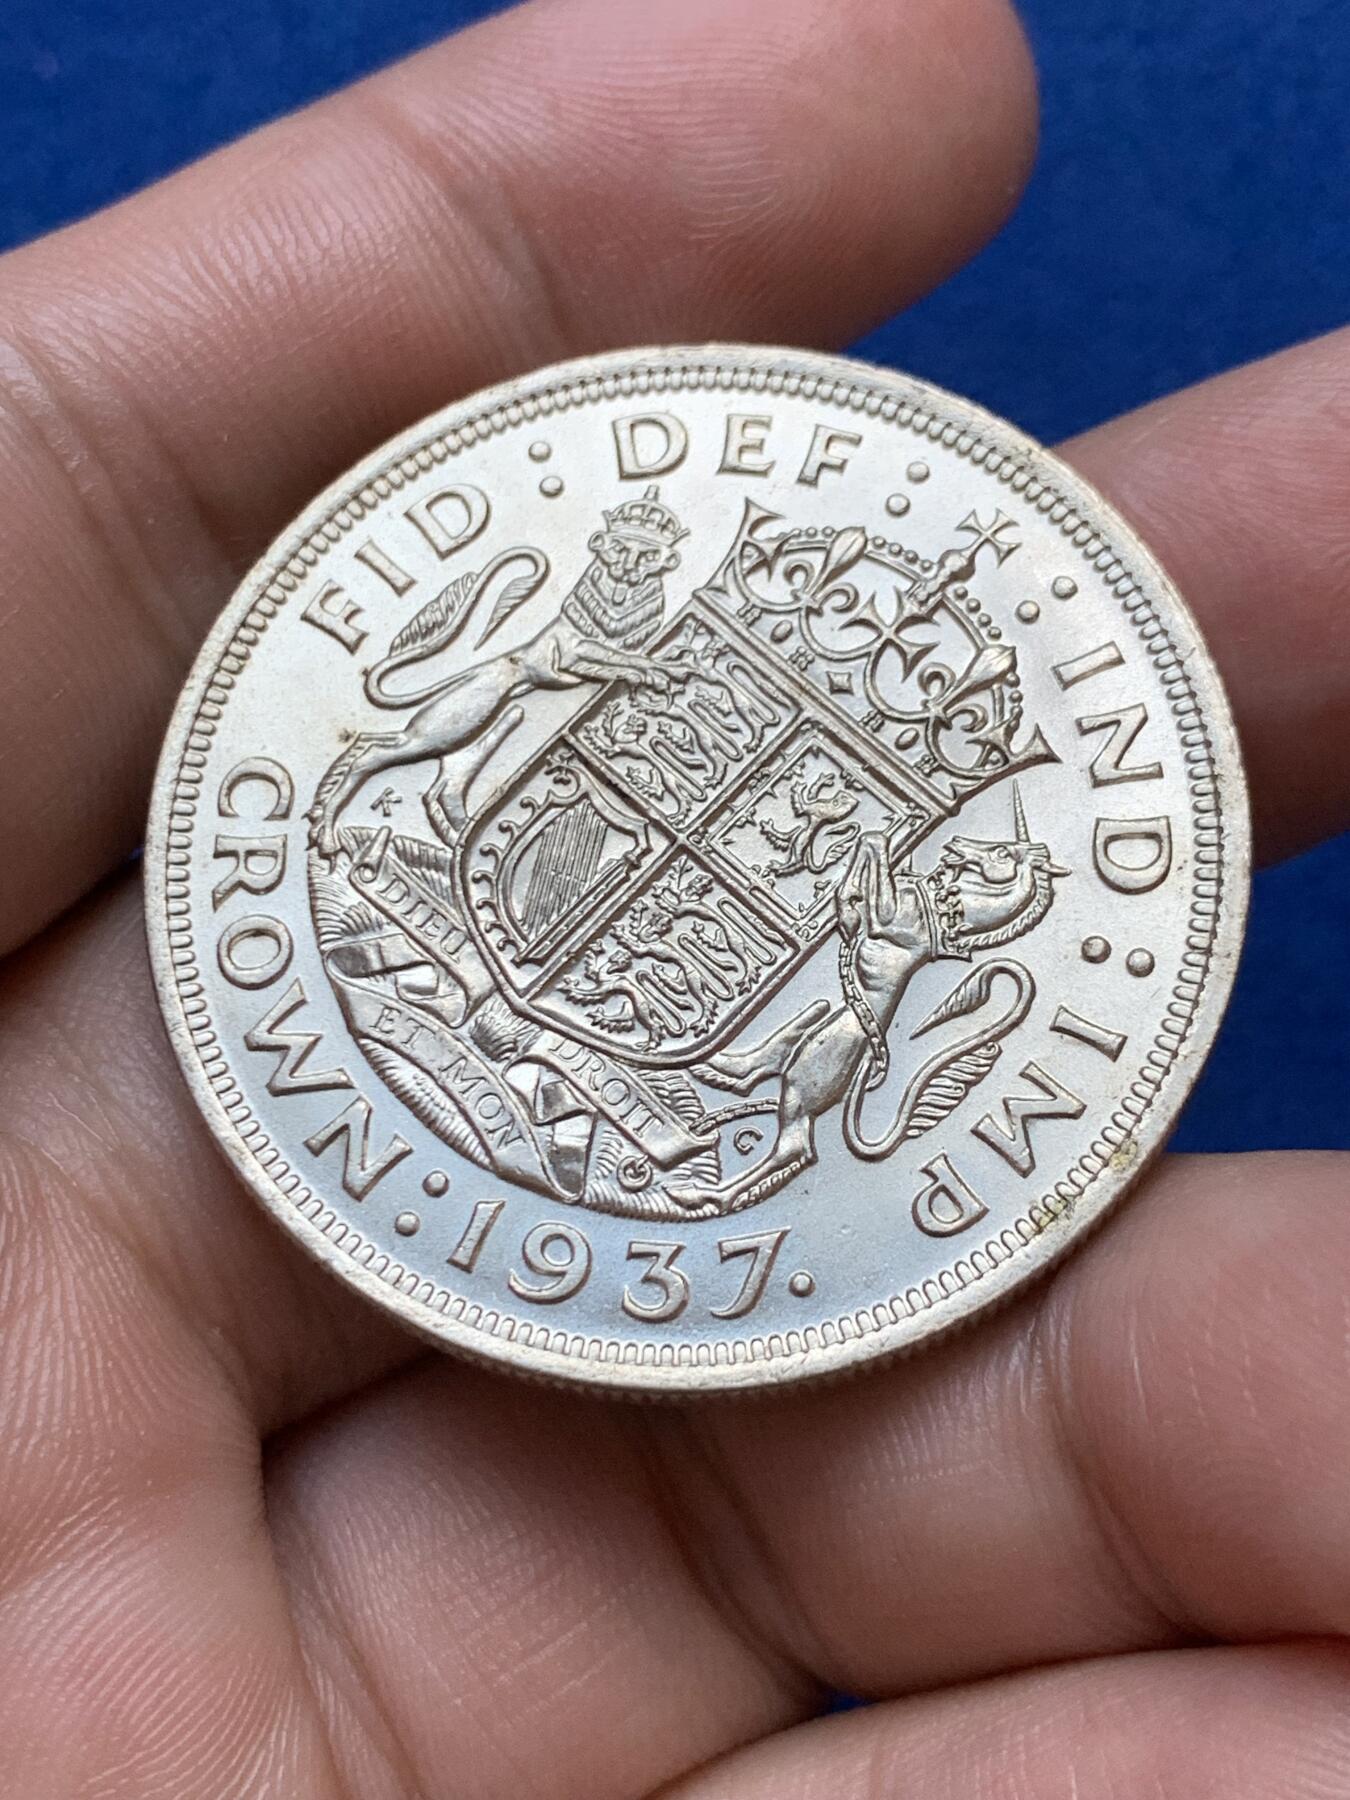 FID : DEF : IND : IMP
CROWN : 1937.
DIEU ET MON DROIT
K G